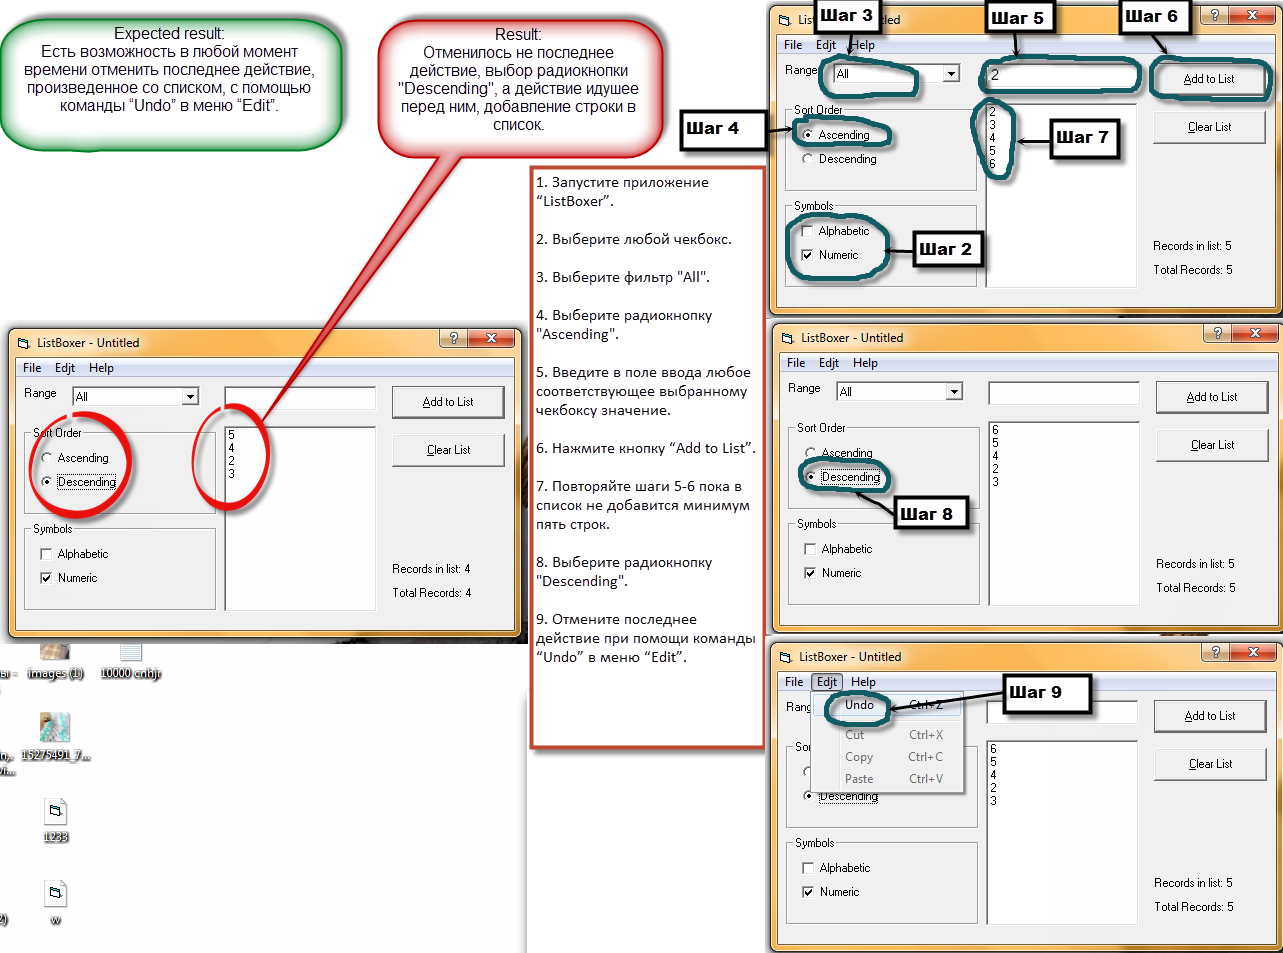 Expected result:
Есть возможность в любой момент
времени отменить последнее действие,
произведенное со списком, с помощью
команды “Undo” в меню “Edit”.
Result:
Отменилось не последнее
действие, выбор радиокнопки
"Descending", а действие идушее
перед ним, добавление строки в
список.
1. Запустите приложение
“ListBoxer”.
2. Выберите любой чекбокс.
3. Выберите фильтр "All".
4. Выберите радиокнопку
"Ascending".
5. Введите в поле ввода любое
соответствующее выбранному
чекбоксу значение.
6. Нажмите кнопку “Add to List”.
7. Повторяйте шаги 5-6 пока в
список не добавится минимум
пять строк.
8. Выберите радиокнопку
"Descending".
9. Отмените последнее
действие при помощи команды
“Undo” в меню “Edit”.
ListBoxer - Untitled
File Edit Help
Range All
Add to List
Sort Order
Ascending
Descending
5
4
2
3
Clear List
Symbols
Alphabetic
Numeric
Records in list: 4
Total Records: 4
images (1)
10000 cnhjr
15275491_7...
1233
w
Шаг 3
Шаг 5
Шаг 6
File Edit Help
Range All
2
Add to List
Шаг 4
Sort Order
Ascending
Descending
2
3
4
5
6
Шаг 7
Clear List
Symbols
Alphabetic
Numeric
Шаг 2
Records in list: 5
Total Records: 5
ListBoxer - Untitled
File Edit Help
Range All
Add to List
Sort Order
Ascending
Descending
6
5
4
2
3
Clear List
Шаг 8
Symbols
Alphabetic
Numeric
Records in list: 5
Total Records: 5
ListBoxer - Untitled
File Edit Help
Шаг 9
Undo Ctrl+Z
Cut Ctrl+X
Copy Ctrl+C
Paste Ctrl+V
Add to List
Descending
6
5
4
2
3
Clear List
Symbols
Alphabetic
Numeric
Records in list: 5
Total Records: 5